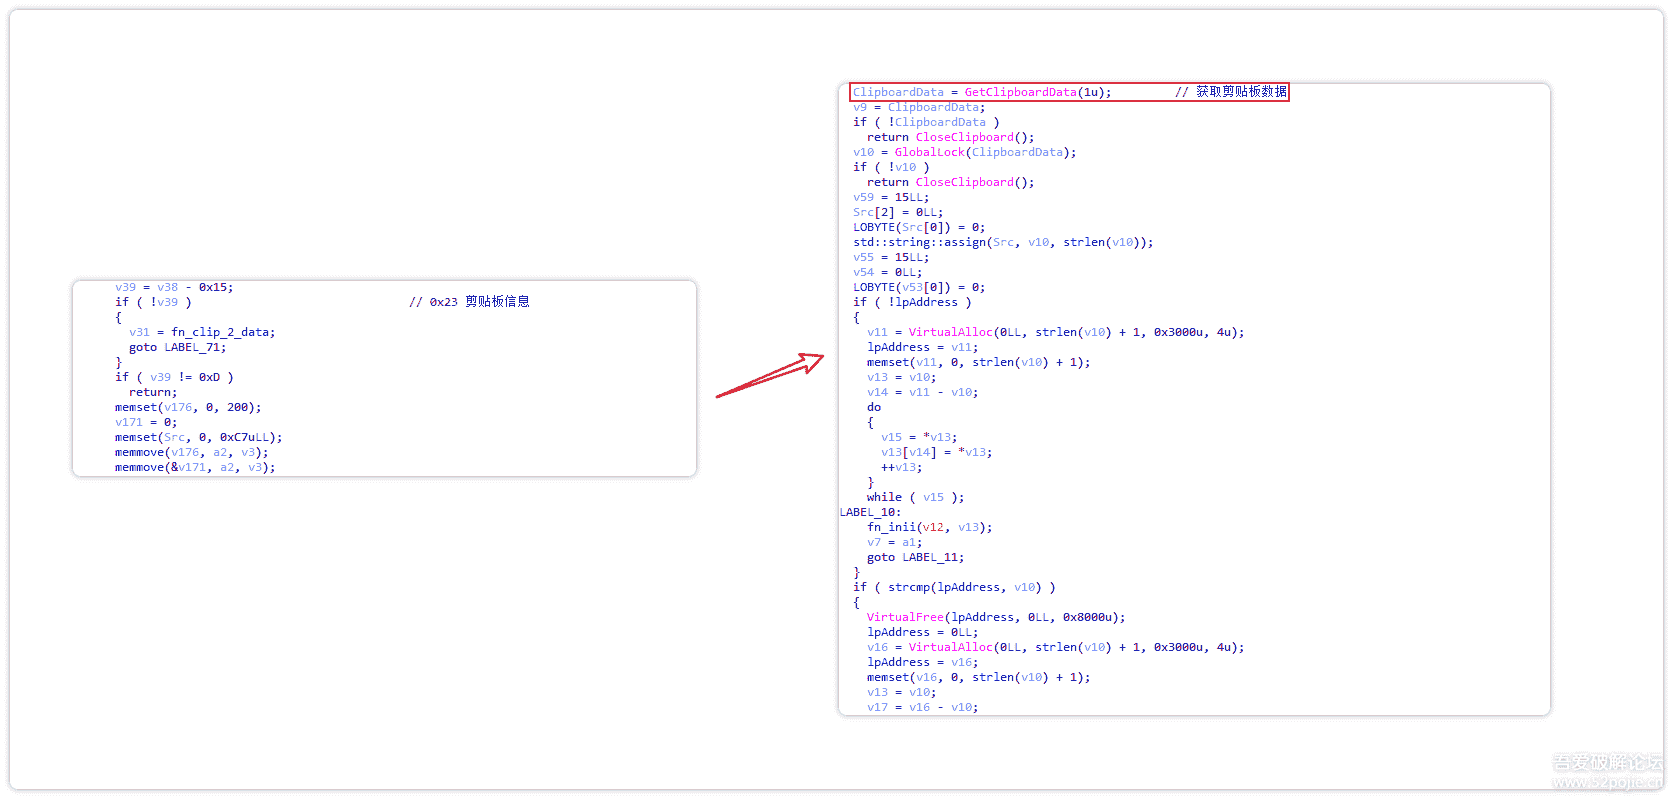 v39 = v38 - 0x15;
if ( !v39 ) // 0x23 剪贴板信息
{
v31 = fn_clip_2_data;
goto LABEL_71;
}
if ( v39 != 0xD )
return;
memset(v176, 0, 200);
v171 = 0;
memset(Src, 0, 0xC7uLL);
memmove(v176, a2, v3);
memmove(&v171, a2, v3);
ClipboardData = GetClipboardData(1u); // 获取剪贴板数据
v9 = ClipboardData;
if ( !ClipboardData )
return CloseClipboard();
v10 = GlobalLock(ClipboardData);
if ( !v10 )
return CloseClipboard();
v59 = 15LL;
Src[2] = 0LL;
LOBYTE(Src[0]) = 0;
std::string::assign(Src, v10, strlen(v10));
v55 = 15LL;
v54 = 0LL;
LOBYTE(v53[0]) = 0;
if ( !lpAddress )
{
v11 = VirtualAlloc(0LL, strlen(v10) + 1, 0x3000u, 4u);
lpAddress = v11;
memset(v11, 0, strlen(v10) + 1);
v13 = v10;
v14 = v11 - v10;
do
{
v15 = *v13;
v13[v14] = *v13;
++v13;
}
while ( v15 );
LABEL_10:
fn_inii(v12, v13);
v7 = a1;
goto LABEL_11;
}
if ( strcmp(lpAddress, v10) )
{
VirtualFree(lpAddress, 0LL, 0x8000u);
lpAddress = 0LL;
v16 = VirtualAlloc(0LL, strlen(v10) + 1, 0x3000u, 4u);
lpAddress = v16;
memset(v16, 0, strlen(v10) + 1);
v13 = v10;
v17 = v16 - v10;
吾爱破解论坛
www.52pojie.cn